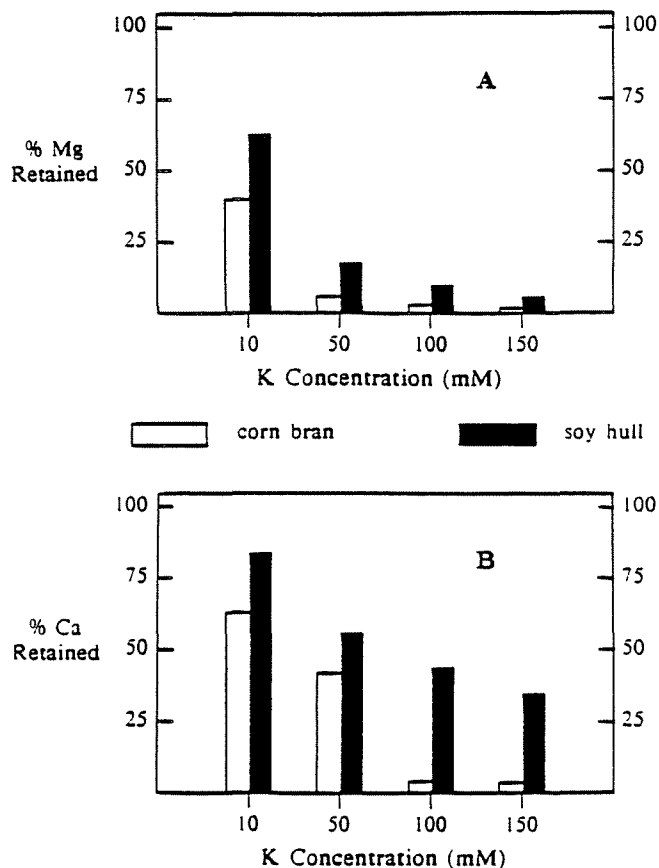 100 100
A
75 75
% Mg
Retained
50 50
25 25
10 50 100 150
K Concentration (mM)
corn bran soy hull
100 100
B
75 75
% Ca
Retained
50 50
25 25
10 50 100 150
K Concentration (mM)